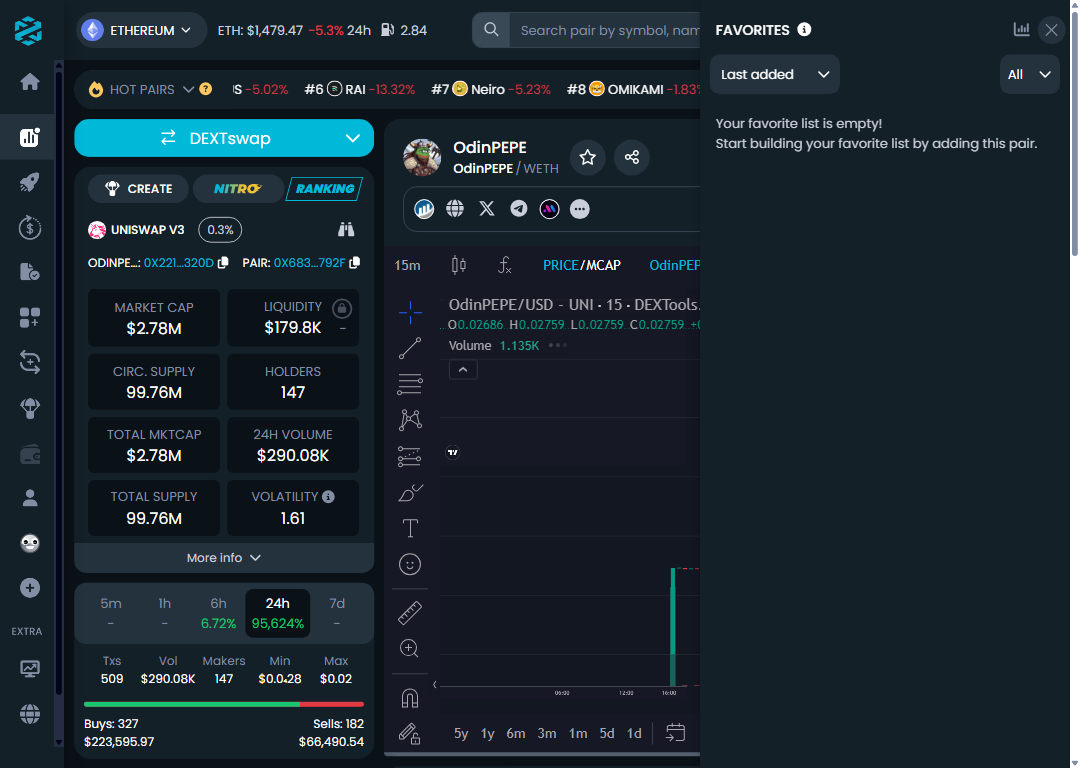 ETHEREUM
ETH: $1,479.47 -5.3% 24h 2.84
Search pair by symbol, nam
FAVORITES
Last added
All
Your favorite list is empty!
Start building your favorite list by adding this pair.
HOT PAIRS ? -5.02% #6 RAI -13.32% #7 Neiro -5.23% #8 OMIKAMI -1.83%
DEXTswap
CREATE
NITRO
RANKING
UNISWAP V3 0.3%
ODINPE...: 0X221...320D PAIR: 0X683...792F
MARKET CAP
$2.78M
LIQUIDITY
$179.8K –
CIRC. SUPPLY
99.76M
HOLDERS
147
TOTAL MKTCAP
$2.78M
24H VOLUME
$290.08K
TOTAL SUPPLY
99.76M
VOLATILITY
1.61
More info
5m
–
1h
–
6h
6.72%
24h
95,624%
7d
–
Txs
509
Vol
$290.08K
Makers
147
Min
Max
$0.02
Buys: 327
$223,595.97
Sells: 182
$66,490.54
EXTRA
OdinPEPE
OdinPEPE / WETH
15m
PRICE/MCAP
OdinPEP
OdinPEPE/USD - UNI · 15 · DEXTools.
O0.02686 H0.02759 L0.02759 C0.02759
Volume 1.135K
06:00 12:00 16:00
5y 1y 6m 3m 1m 5d 1d